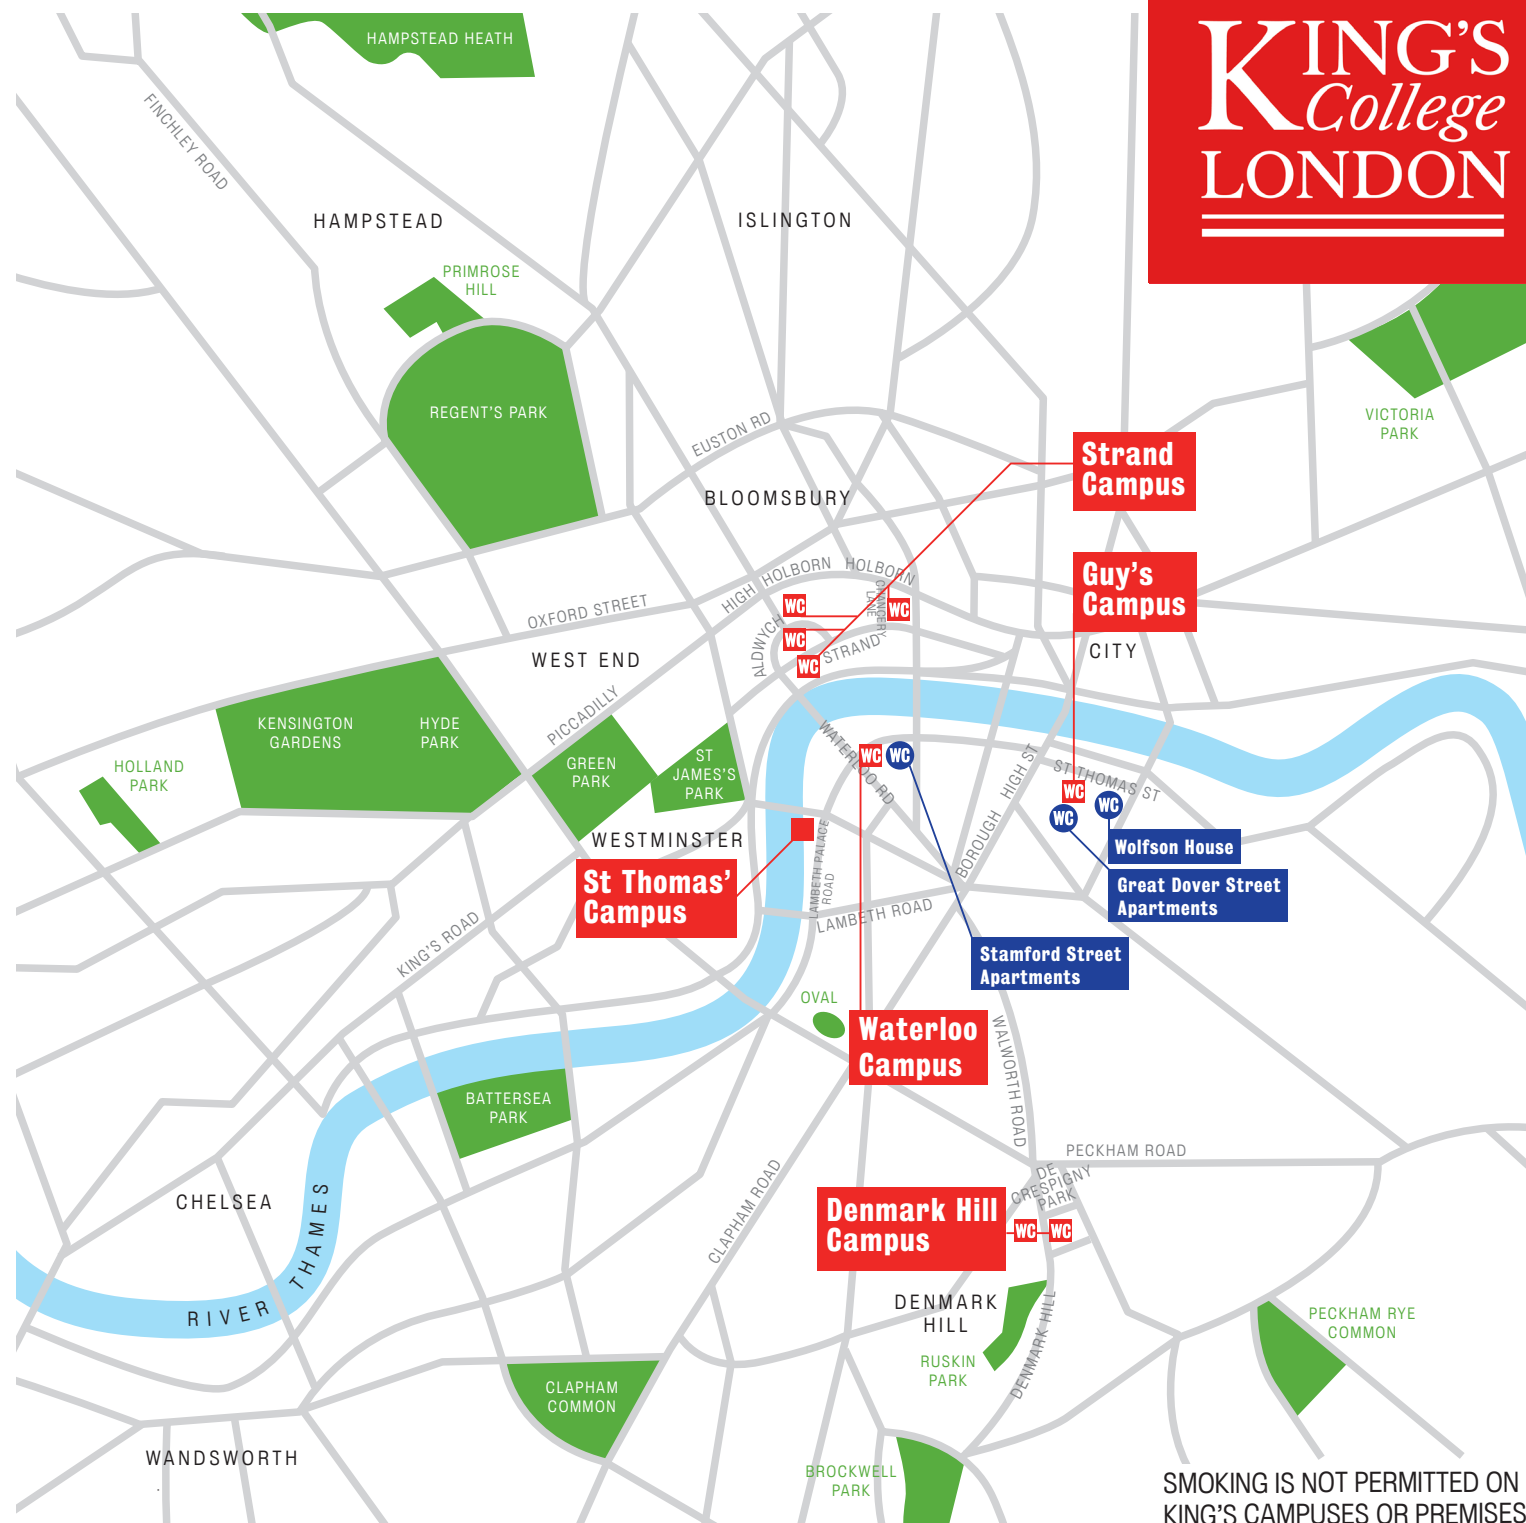 HAMPSTEAD HEATH
KING'S
College
LONDON
FINCHLEY ROAD
HAMPSTEAD
ISLINGTON
PRIMROSE
HILL
REGENT'S PARK
VICTORIA
PARK
EUSTON RD
Strand
Campus
BLOOMSBURY
Guy's
Campus
HIGH HOLBORN
HOLBORN
CHANCERY
LANE
OXFORD STREET
WC
WC
WC
WC
ALDWYCH
STRAND
WEST END
CITY
KENSINGTON
GARDENS
HYDE
PARK
PICCADILLY
GREEN
PARK
ST
JAMES'S
PARK
HOLLAND
PARK
WATERLOO RD
WC
WC
BOROUGH HIGH ST
ST THOMAS ST
WC
WC
WC
WESTMINSTER
Wolfson House
LAMBETH PALACE
ROAD
St Thomas'
Campus
Great Dover Street
Apartments
LAMBETH ROAD
KING'S ROAD
Stamford Street
Apartments
OVAL
Waterloo
Campus
WALWORTH ROAD
BATTERSEA
PARK
PECKHAM ROAD
DE
CRESPIGNY
PARK
CLAPHAM ROAD
CHELSEA
Denmark Hill
Campus
WC
WC
RIVER THAMES
DENMARK
HILL
DENMARK HILL
PECKHAM RYE
COMMON
RUSKIN
PARK
CLAPHAM
COMMON
WANDSWORTH
BROCKWELL
PARK
SMOKING IS NOT PERMITTED ON
KING'S CAMPUSES OR PREMISES